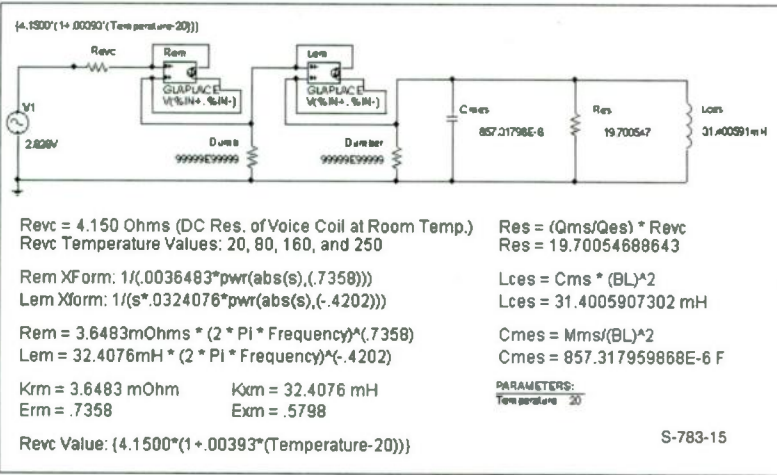 {4.1500*(1+.00393*(Temperature-20))}
Revc
Rem
Lem
GLAPLACE
V(%IN+, %IN-)
GLAPLACE
V(%IN+, %IN-)
V1
2.828V
Dumb
99999E99999
Dumber
99999E99999
Cmes
857.31798E-6
Res
19.700547
Lces
31.400591mH
Revc = 4.150 Ohms (DC Res. of Voice Coil at Room Temp.)
Revc Temperature Values: 20, 80, 160, and 250
Rem XForm: 1/(.0036483*pwr(abs(s),(.7358)))
Lem Xform: 1/(s*.0324076*pwr(abs(s),(-.4202)))
Rem = 3.6483mOhms * (2 * Pi * Frequency)^(.7358)
Lem = 32.4076mH * (2 * Pi * Frequency)^(-.4202)
Krm = 3.6483 mOhm
Kxm = 32.4076 mH
Erm = .7358
Exm = .5798
Revc Value: {4.1500*(1+.00393*(Temperature-20))}
Res = (Qms/Qes) * Revc
Res = 19.70054688643
Lces = Cms * (BL)^2
Lces = 31.4005907302 mH
Cmes = Mms/(BL)^2
Cmes = 857.317959868E-6 F
PARAMETERS:
Temperature 20
S-783-15